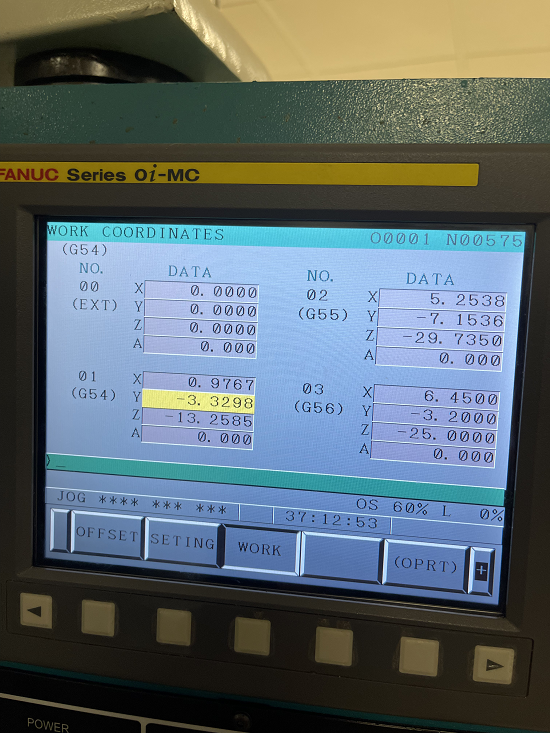 FANUC Series 0i-MC
WORK COORDINATES O0001 N00575
(G54)
NO. DATA NO. DATA
00 X 0.0000 02 X 5.2538
(EXT) Y 0.0000 (G55) Y -7.1536
Z 0.0000 Z -29.7350
A 0.000 A 0.000
01 X 0.9767 03 X 6.4500
(G54) Y -3.3298 (G56) Y -3.2000
Z -13.2585 Z -25.0000
A 0.000 A 0.000
)_
OS 60% L 0%
JOG **** *** *** 37:12:53
OFFSET SETING WORK (OPRT) +
POWER